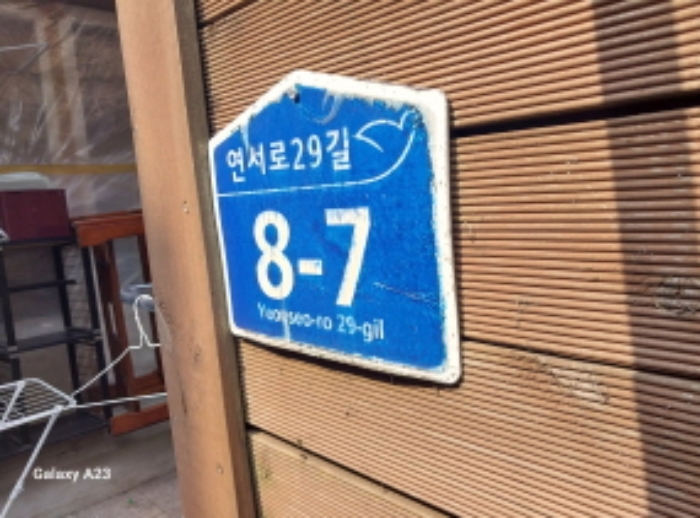 연서로29길
8-7
Yeonseo-ro 29-gil
Galaxy A23